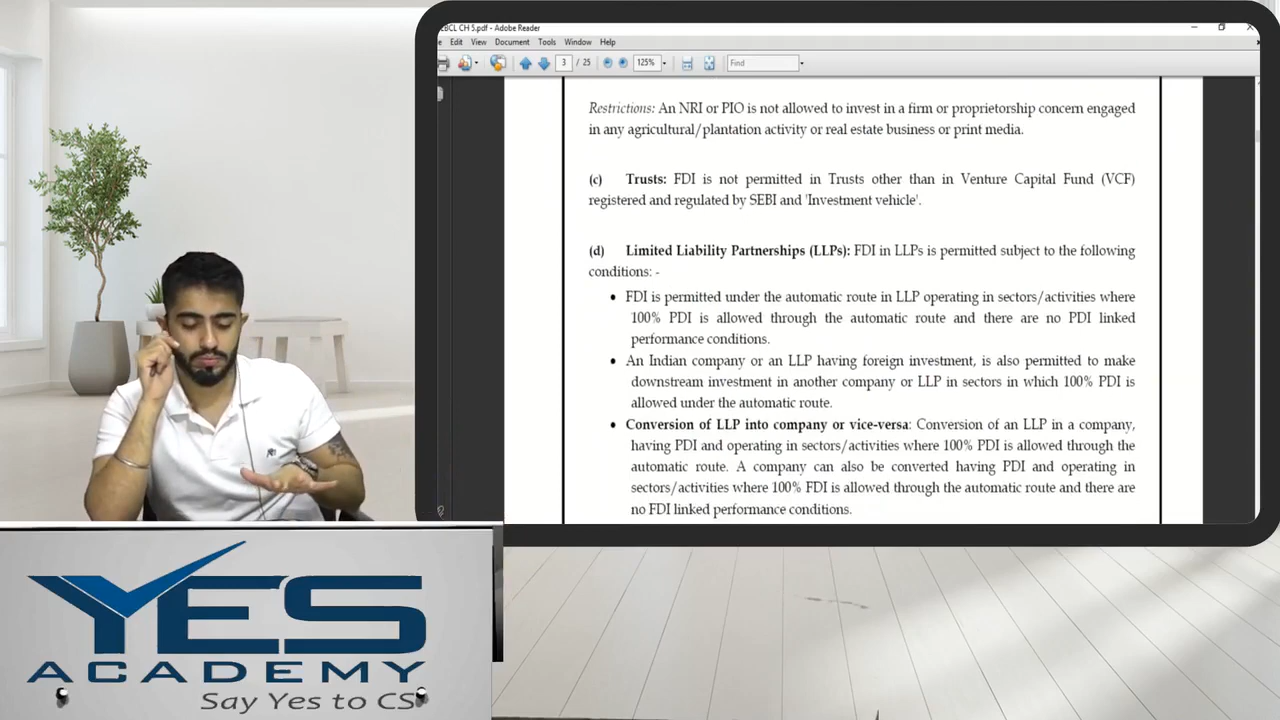 EBCL CH 5.pdf - Adobe Reader
Edit View Document Tools Window Help
3 / 25 125% Find
Restrictions: An NRI or PIO is not allowed to invest in a firm or proprietorship concern engaged
in any agricultural/plantation activity or real estate business or print media.
(c) Trusts: FDI is not permitted in Trusts other than in Venture Capital Fund (VCF)
registered and regulated by SEBI and 'Investment vehicle'.
(d) Limited Liability Partnerships (LLPs): FDI in LLPs is permitted subject to the following
conditions: -
• FDI is permitted under the automatic route in LLP operating in sectors/activities where
100% PDI is allowed through the automatic route and there are no PDI linked
performance conditions.
• An Indian company or an LLP having foreign investment, is also permitted to make
downstream investment in another company or LLP in sectors in which 100% PDI is
allowed under the automatic route.
• Conversion of LLP into company or vice-versa: Conversion of an LLP in a company,
having PDI and operating in sectors/activities where 100% PDI is allowed through the
automatic route. A company can also be converted having PDI and operating in
sectors/activities where 100% FDI is allowed through the automatic route and there are
no FDI linked performance conditions.
YES
ACADEMY
Say Yes to CS